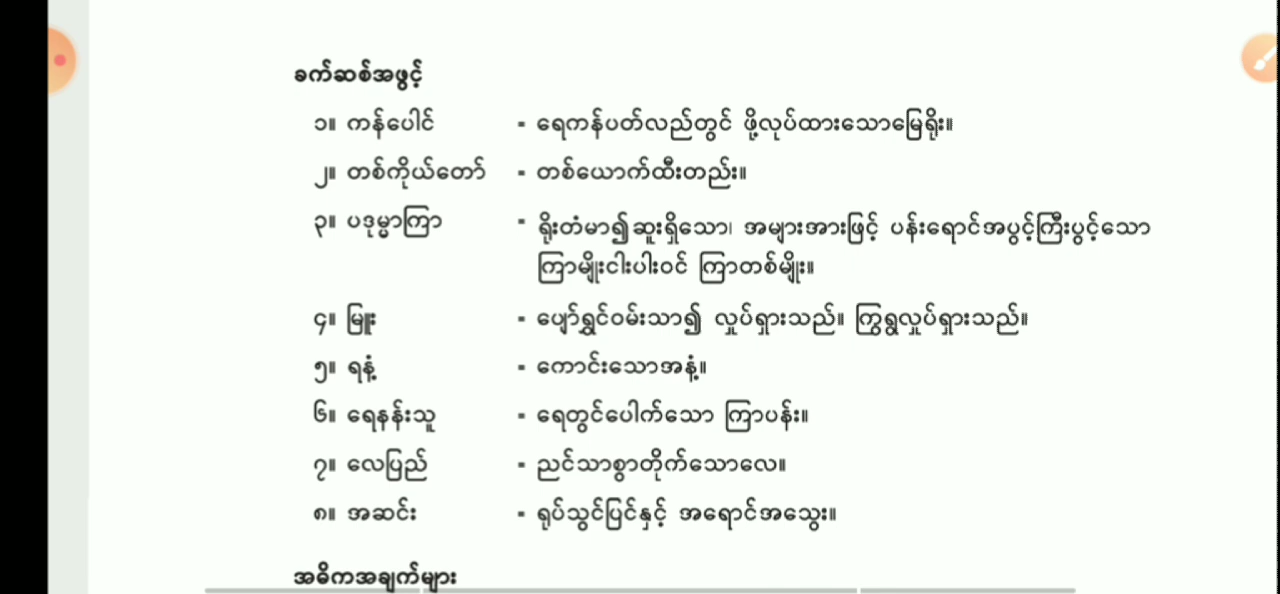 ခက်ဆစ်အဖွင့်
၁။ ကန်ပေါင် - ရေကန်ပတ်လည်တွင် ဖို့လုပ်ထားသောမြေရိုး။
၂။ တစ်ကိုယ်တော် - တစ်ယောက်ထီးတည်း။
၃။ ပဒုမ္မာကြာ - ရိုးတံမာ၍ဆူးရှိသော၊ အများအားဖြင့် ပန်းရောင်အပွင့်ကြီးပွင့်သော
ကြာမျိုးငါးပါးဝင် ကြာတစ်မျိုး။
၄။ မြူး - ပျော်ရွှင်ဝမ်းသာ၍ လှုပ်ရှားသည်။ ကြွရွလှုပ်ရှားသည်။
၅။ ရနံ့ - ကောင်းသောအနံ့။
၆။ ရေနန်းသူ - ရေတွင်ပေါက်သော ကြာပန်း။
၇။ လေပြည် - ညင်သာစွာတိုက်သောလေ။
၈။ အဆင်း - ရုပ်သွင်ပြင်နှင့် အရောင်အသွေး။
အဓိကအချက်များ